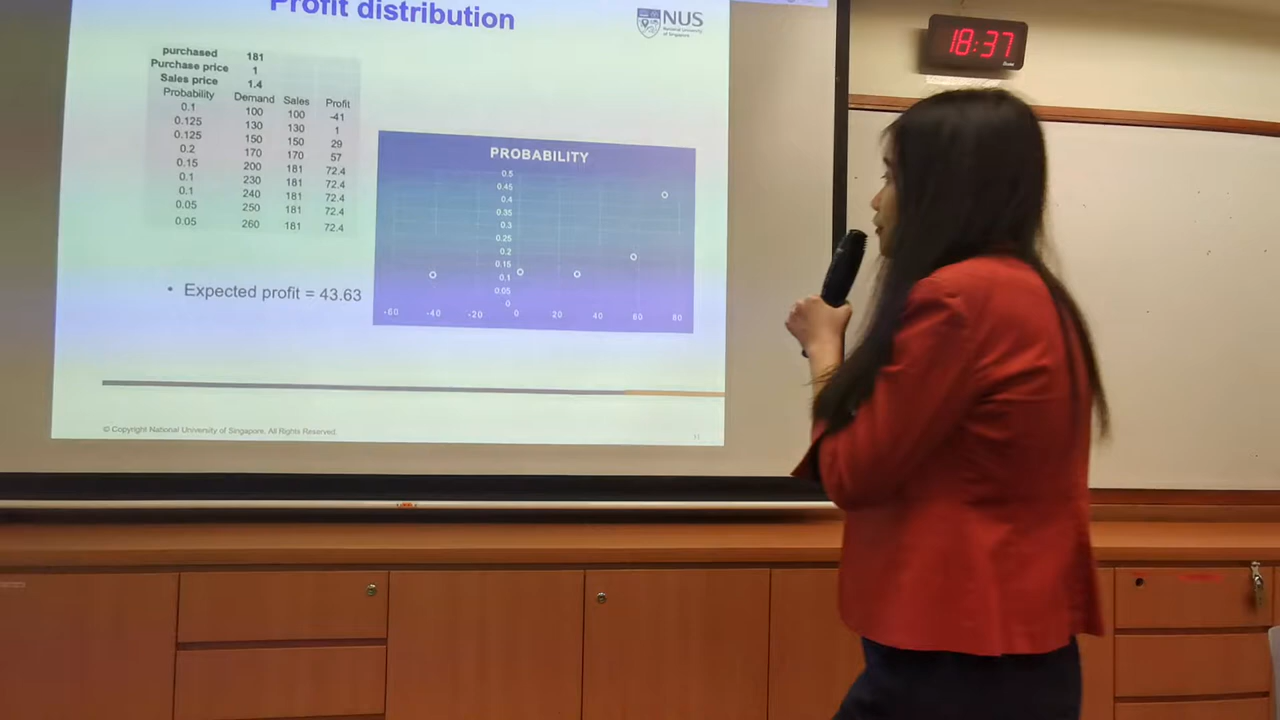 Profit distribution
NUS
National University
of Singapore
18:37
purchased 181
Purchase price 1
Sales price 1.4
Probability Demand Sales Profit
0.1 100 100 -41
0.125 130 130 1
0.125 150 150 29
0.2 170 170 57
0.15 200 181 72.4
0.1 230 181 72.4
0.1 240 181 72.4
0.05 250 181 72.4
0.05 260 181 72.4
PROBABILITY
0.5
0.45
0.4
0.35
0.3
0.25
0.2
0.15
0.1
0.05
0
-60 -40 -20 0 20 40 60 80
• Expected profit = 43.63
© Copyright National University of Singapore. All Rights Reserved.
11